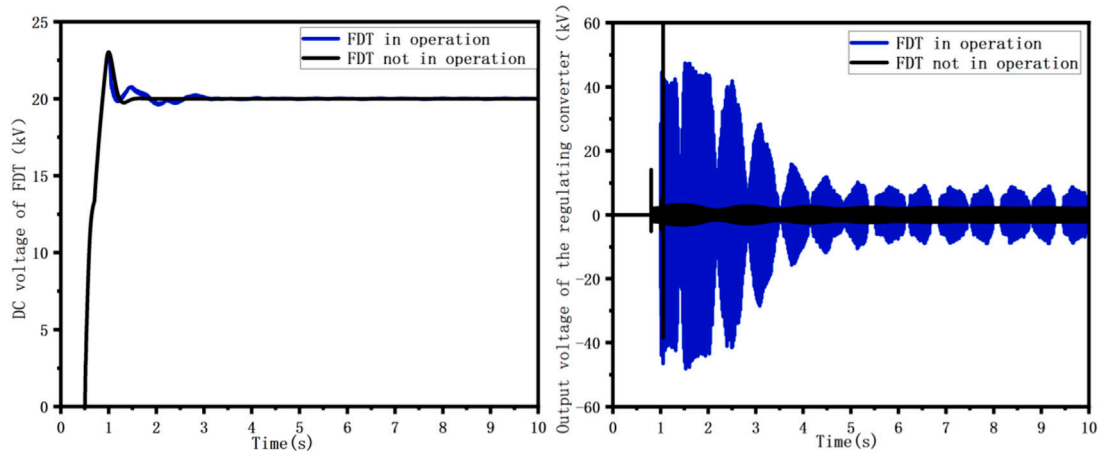 DC voltage of FDT (kV)
25
20
15
10
5
0
FDT in operation
FDT not in operation
0 1 2 3 4 5 6 7 8 9 10
Time(s)
Output voltage of the regulating converter (kV)
60
40
20
0
-20
-40
-60
FDT in operation
FDT not in operation
0 1 2 3 4 5 6 7 8 9 10
Time(s)